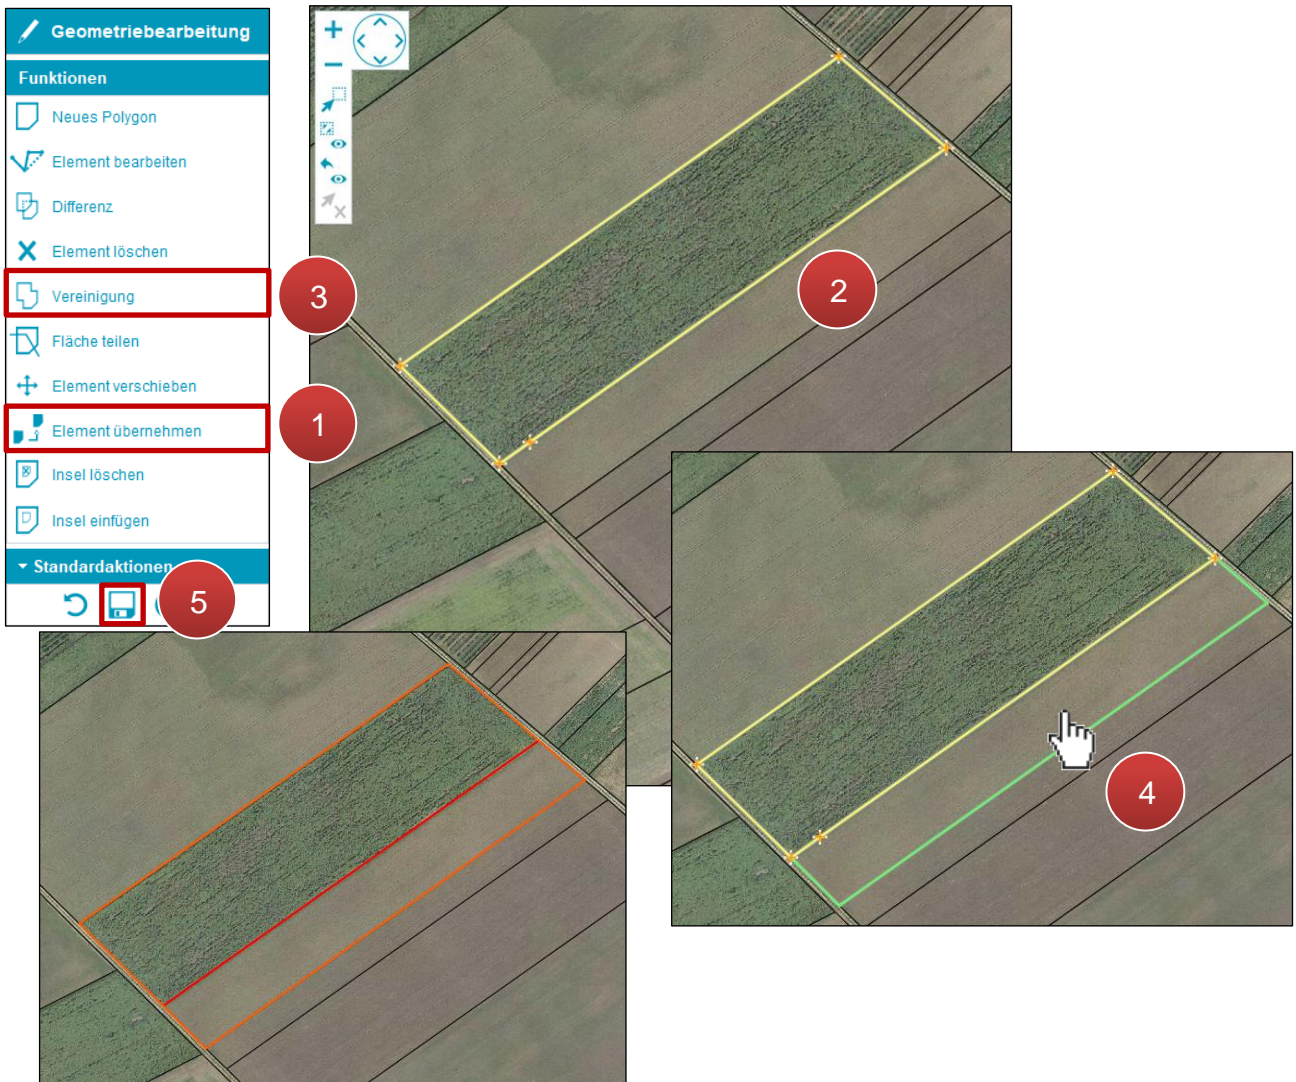 Geometriebearbeitung
Funktionen
Neues Polygon
Element bearbeiten
Differenz
Element löschen
Vereinigung
Fläche teilen
Element verschieben
Element übernehmen
Insel löschen
Insel einfügen
Standardaktionen
3
1
5
2
4